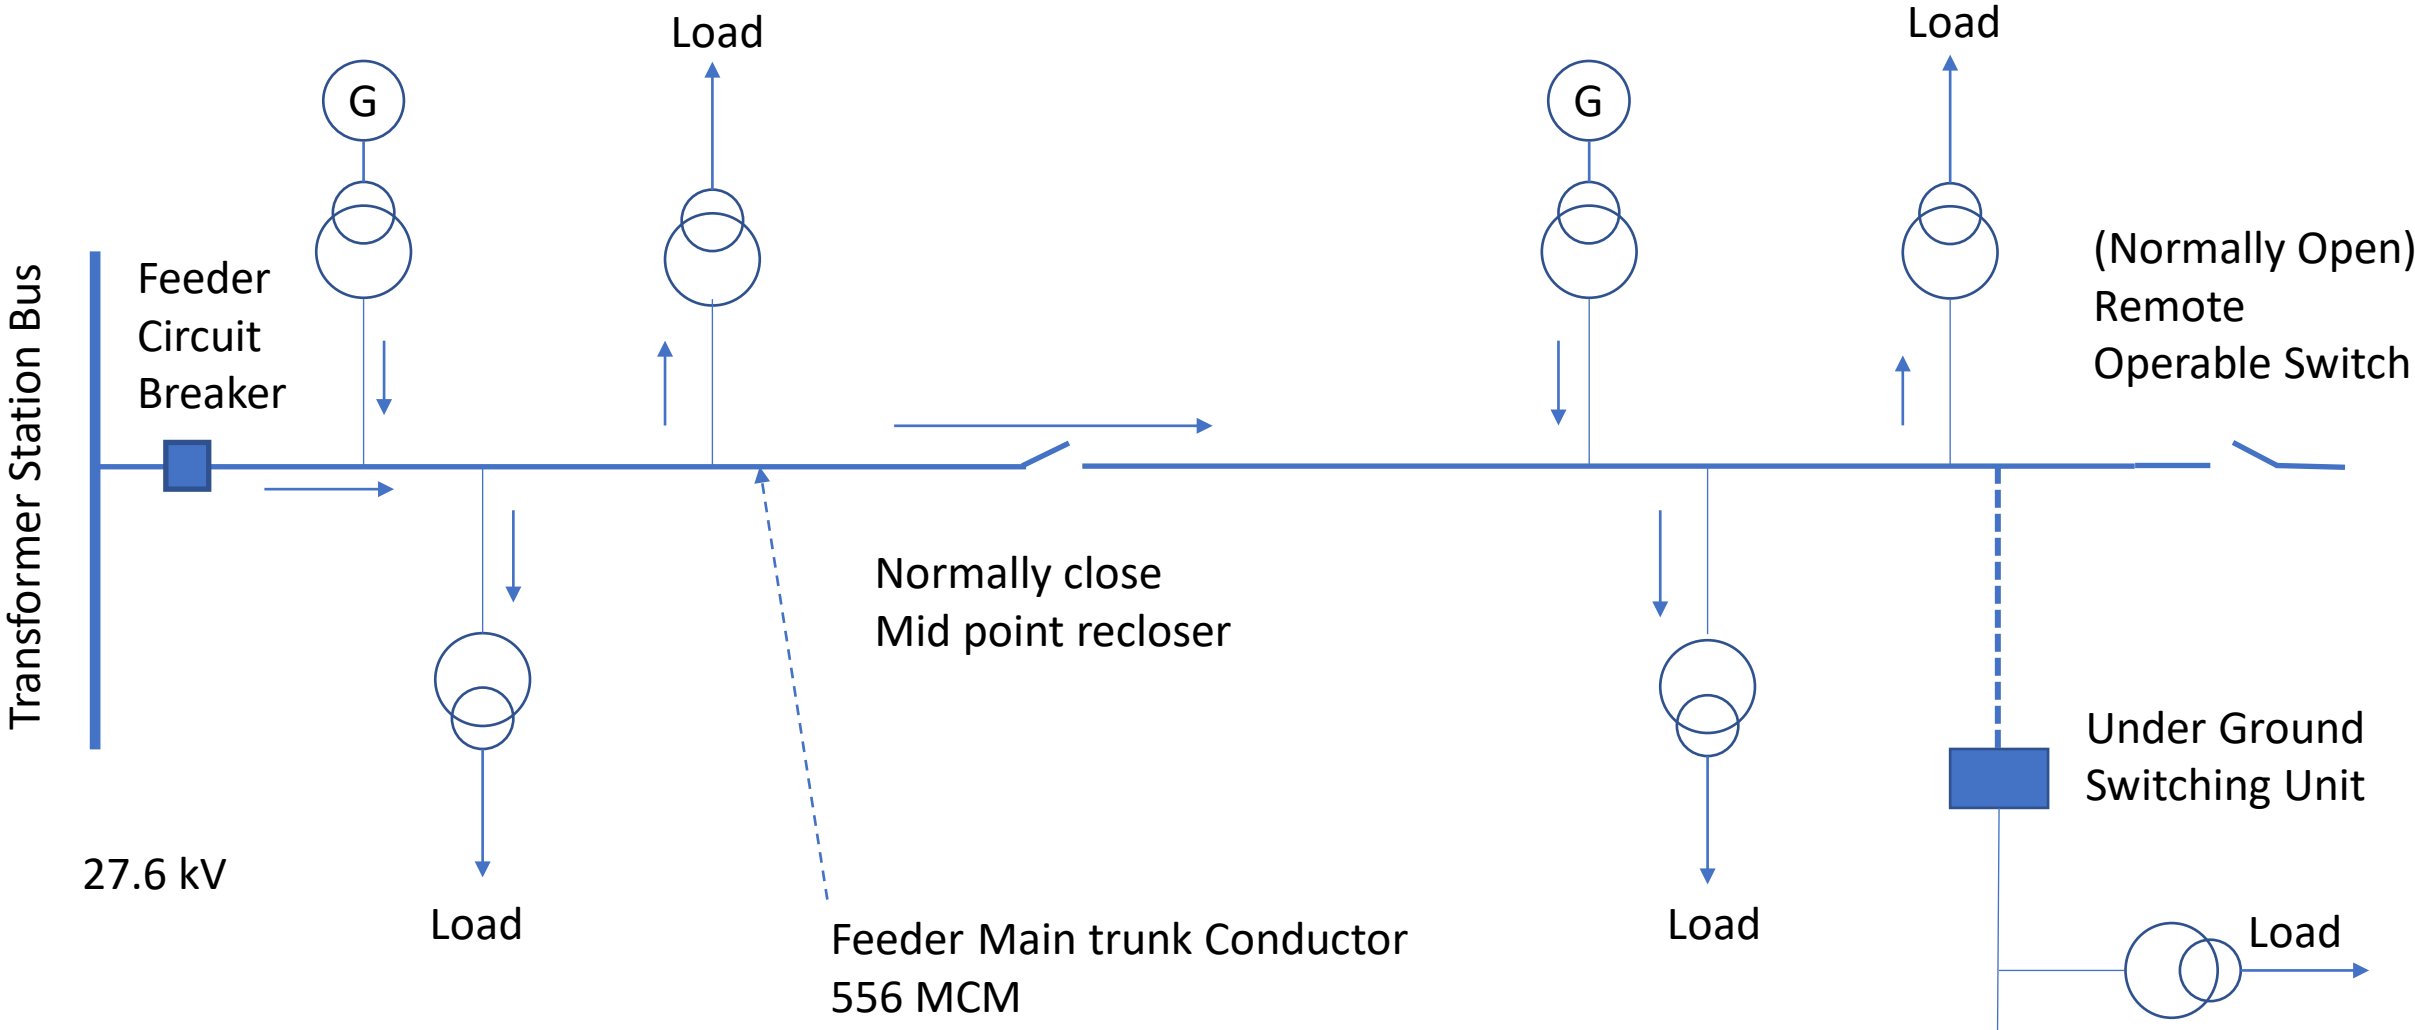 Load
Load
G
G
Transformer Station Bus
Feeder
Circuit
Breaker
(Normally Open)
Remote
Operable Switch
Normally close
Mid point recloser
Under Ground
Switching Unit
27.6 kV
Load
Feeder Main trunk Conductor
556 MCM
Load
Load